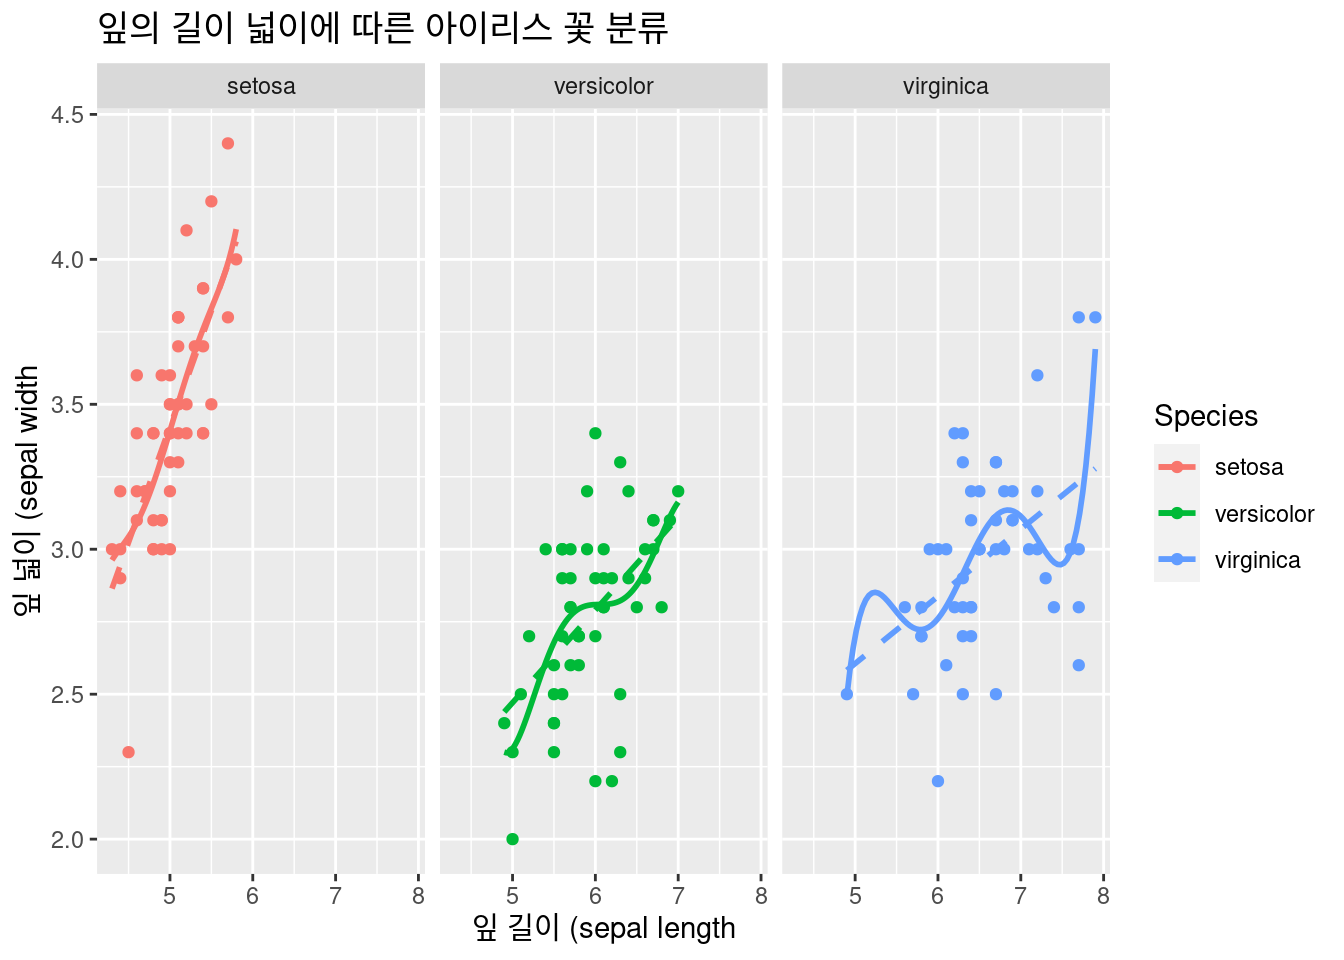 잎의 길이 넓이에 따른 아이리스 꽃 분류
setosa
versicolor
virginica
4.5
4.0
3.5
3.0
2.5
2.0
잎 넓이 (sepal width
5 6 7 8
5 6 7 8
5 6 7 8
잎 길이 (sepal length
Species
setosa
versicolor
virginica